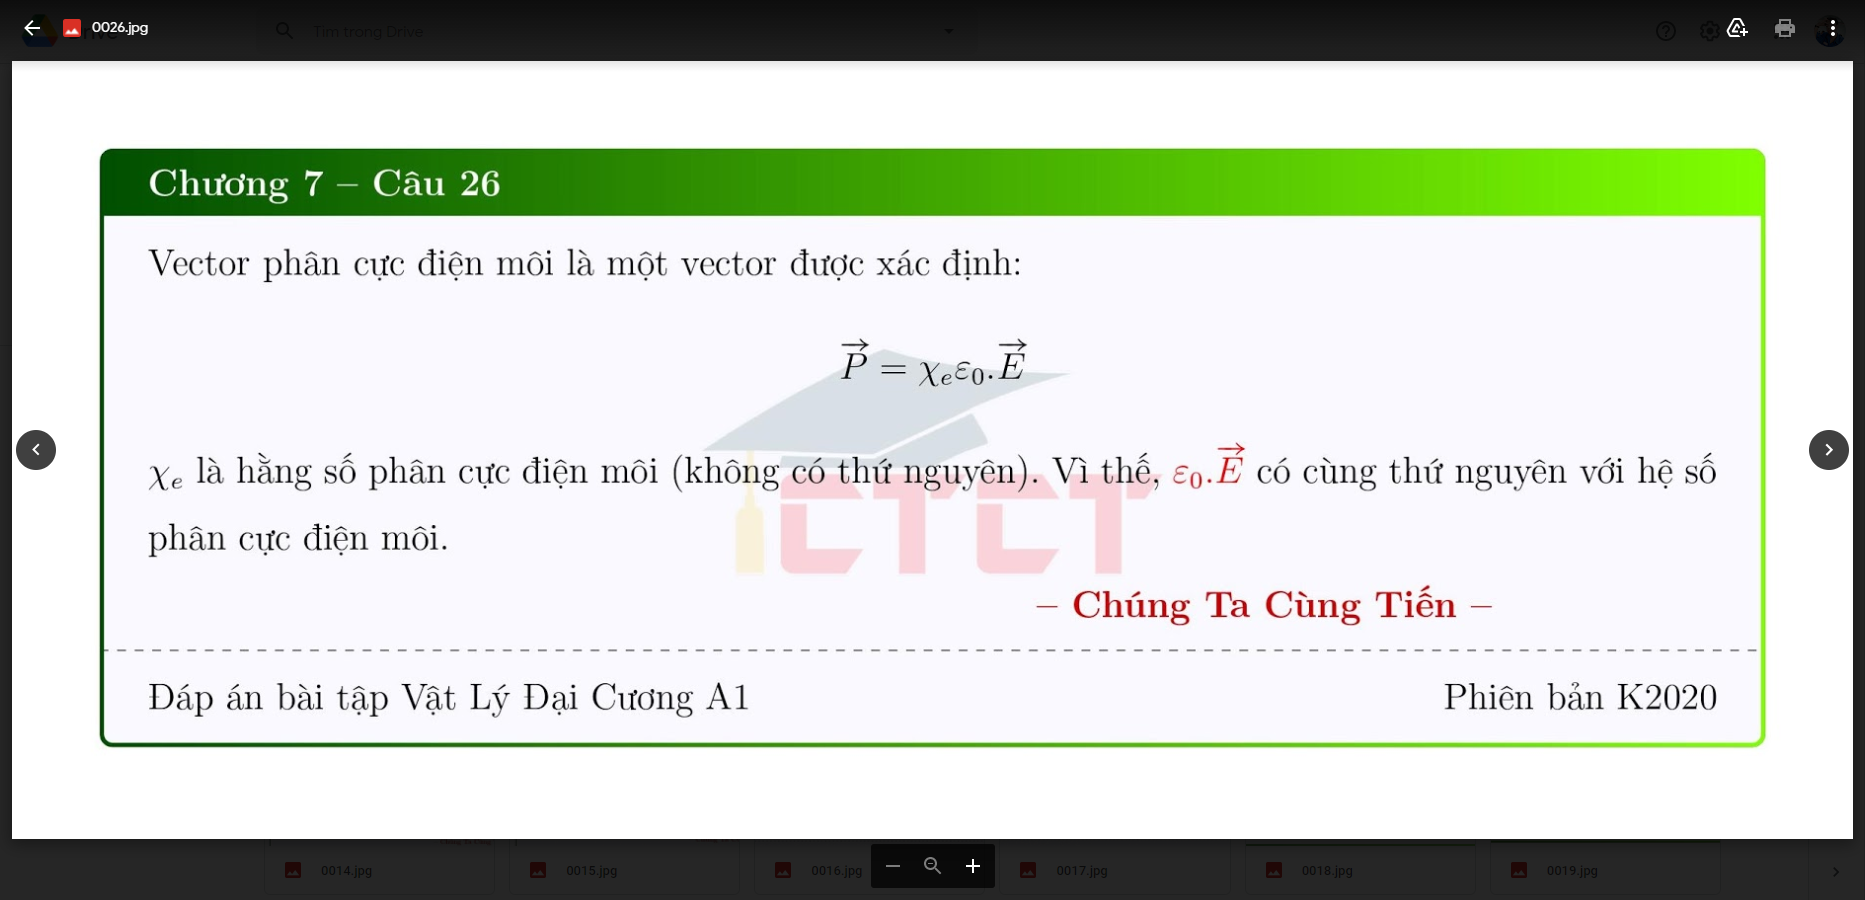 0026.jpg
Tìm trong Drive
Chương 7 – Câu 26
Vector phân cực điện môi là một vector được xác định:
$\overrightarrow{P} = \chi_e \varepsilon_0 . \overrightarrow{E}$
$\chi_e$ là hằng số phân cực điện môi (không có thứ nguyên). Vì thế, $\varepsilon_0 . \overrightarrow{E}$ có cùng thứ nguyên với hệ số
phân cực điện môi.
CTCT
– Chúng Ta Cùng Tiến –
Đáp án bài tập Vật Lý Đại Cương A1 Phiên bản K2020
0014.jpg 0015.jpg 0016.jpg 0017.jpg 0018.jpg 0019.jpg